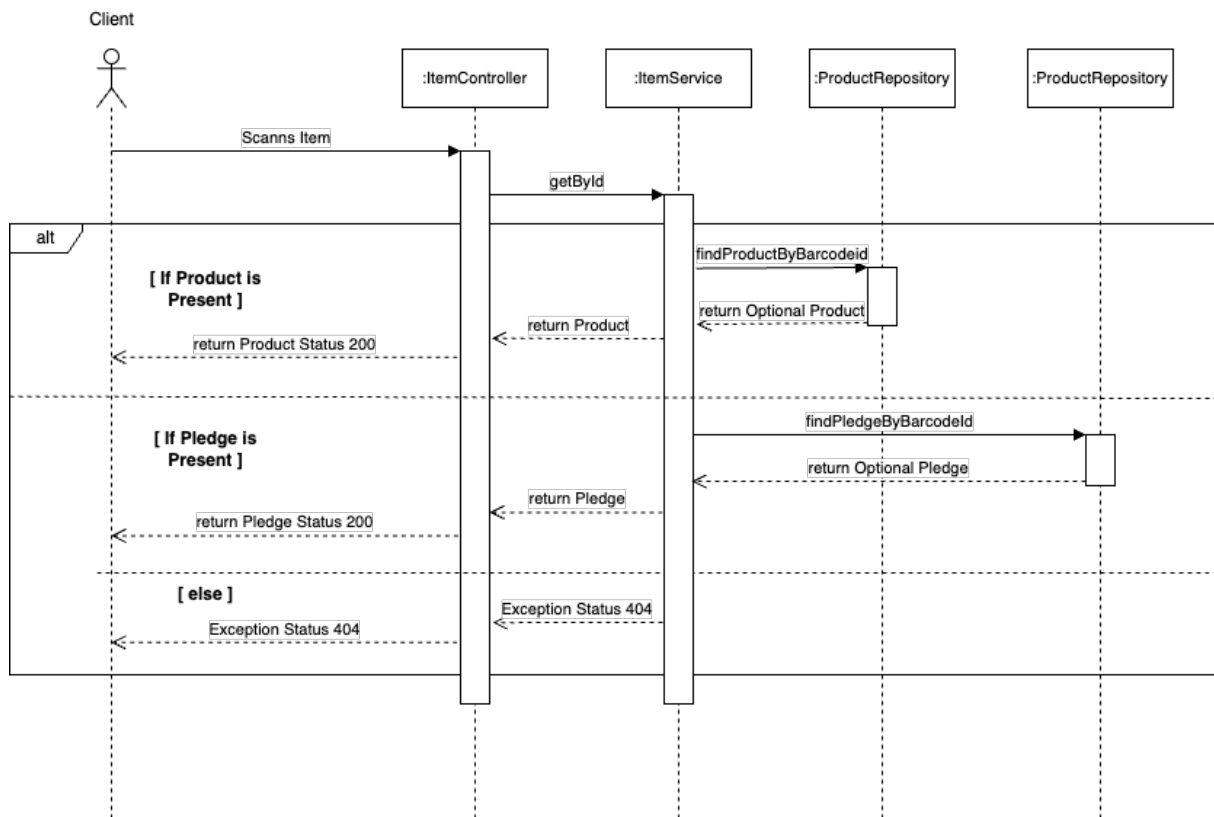 Client
:ItemController
:ItemService
:ProductRepository
:ProductRepository
Scanns Item
getById
alt
findProductByBarcodeid
[ If Product is
Present ]
return Optional Product
return Product
return Product Status 200
findPledgeByBarcodeId
[ If Pledge is
Present ]
return Optional Pledge
return Pledge
return Pledge Status 200
[ else ]
Exception Status 404
Exception Status 404